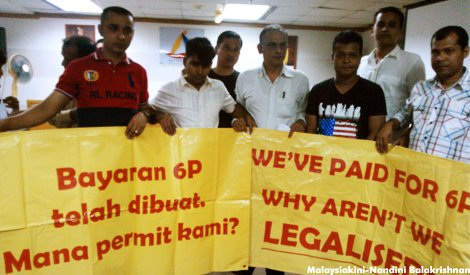 RL RACING
Bayaran 6P
telah dibuat.
Mana permit kami?
WE'VE PAID FOR 6P
WHY AREN'T WE
LEGALISED
Malaysiakini-Nandini Balakrishnan